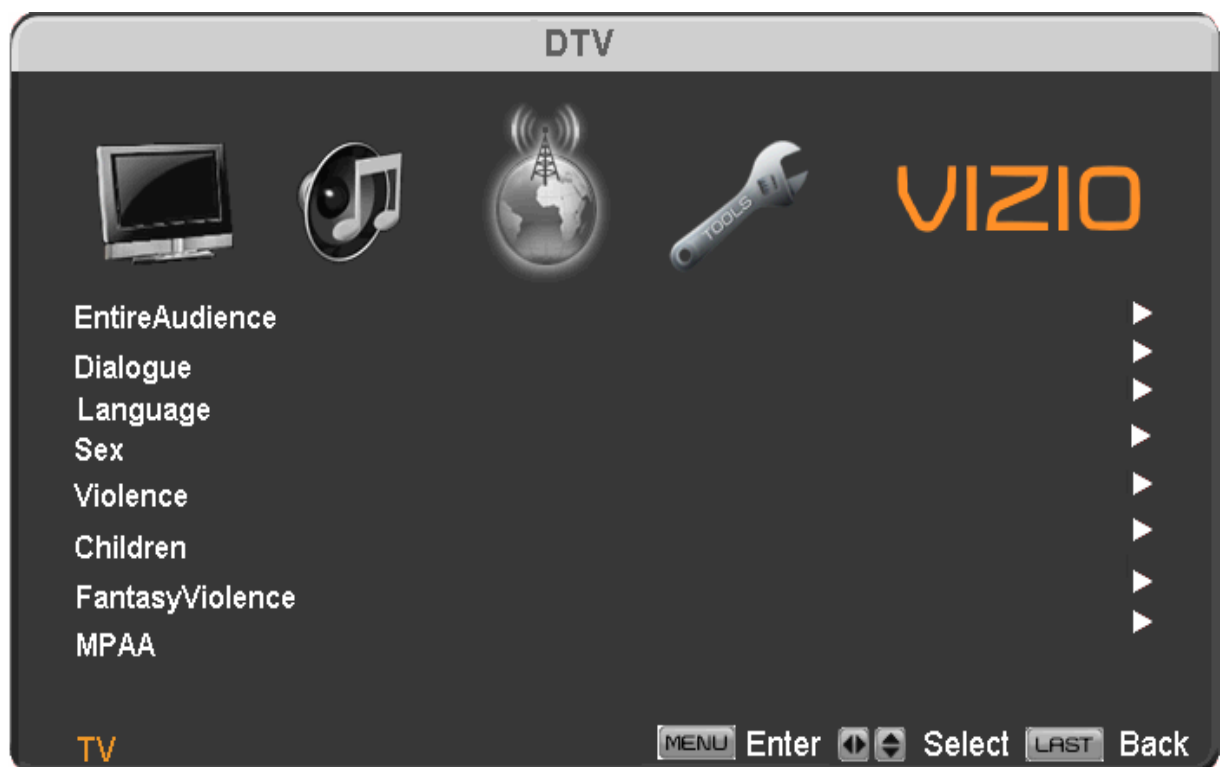 DTV
TOOLS
VIZIO
EntireAudience
Dialogue
Language
Sex
Violence
Children
FantasyViolence
MPAA
TV
MENU Enter Select LAST Back